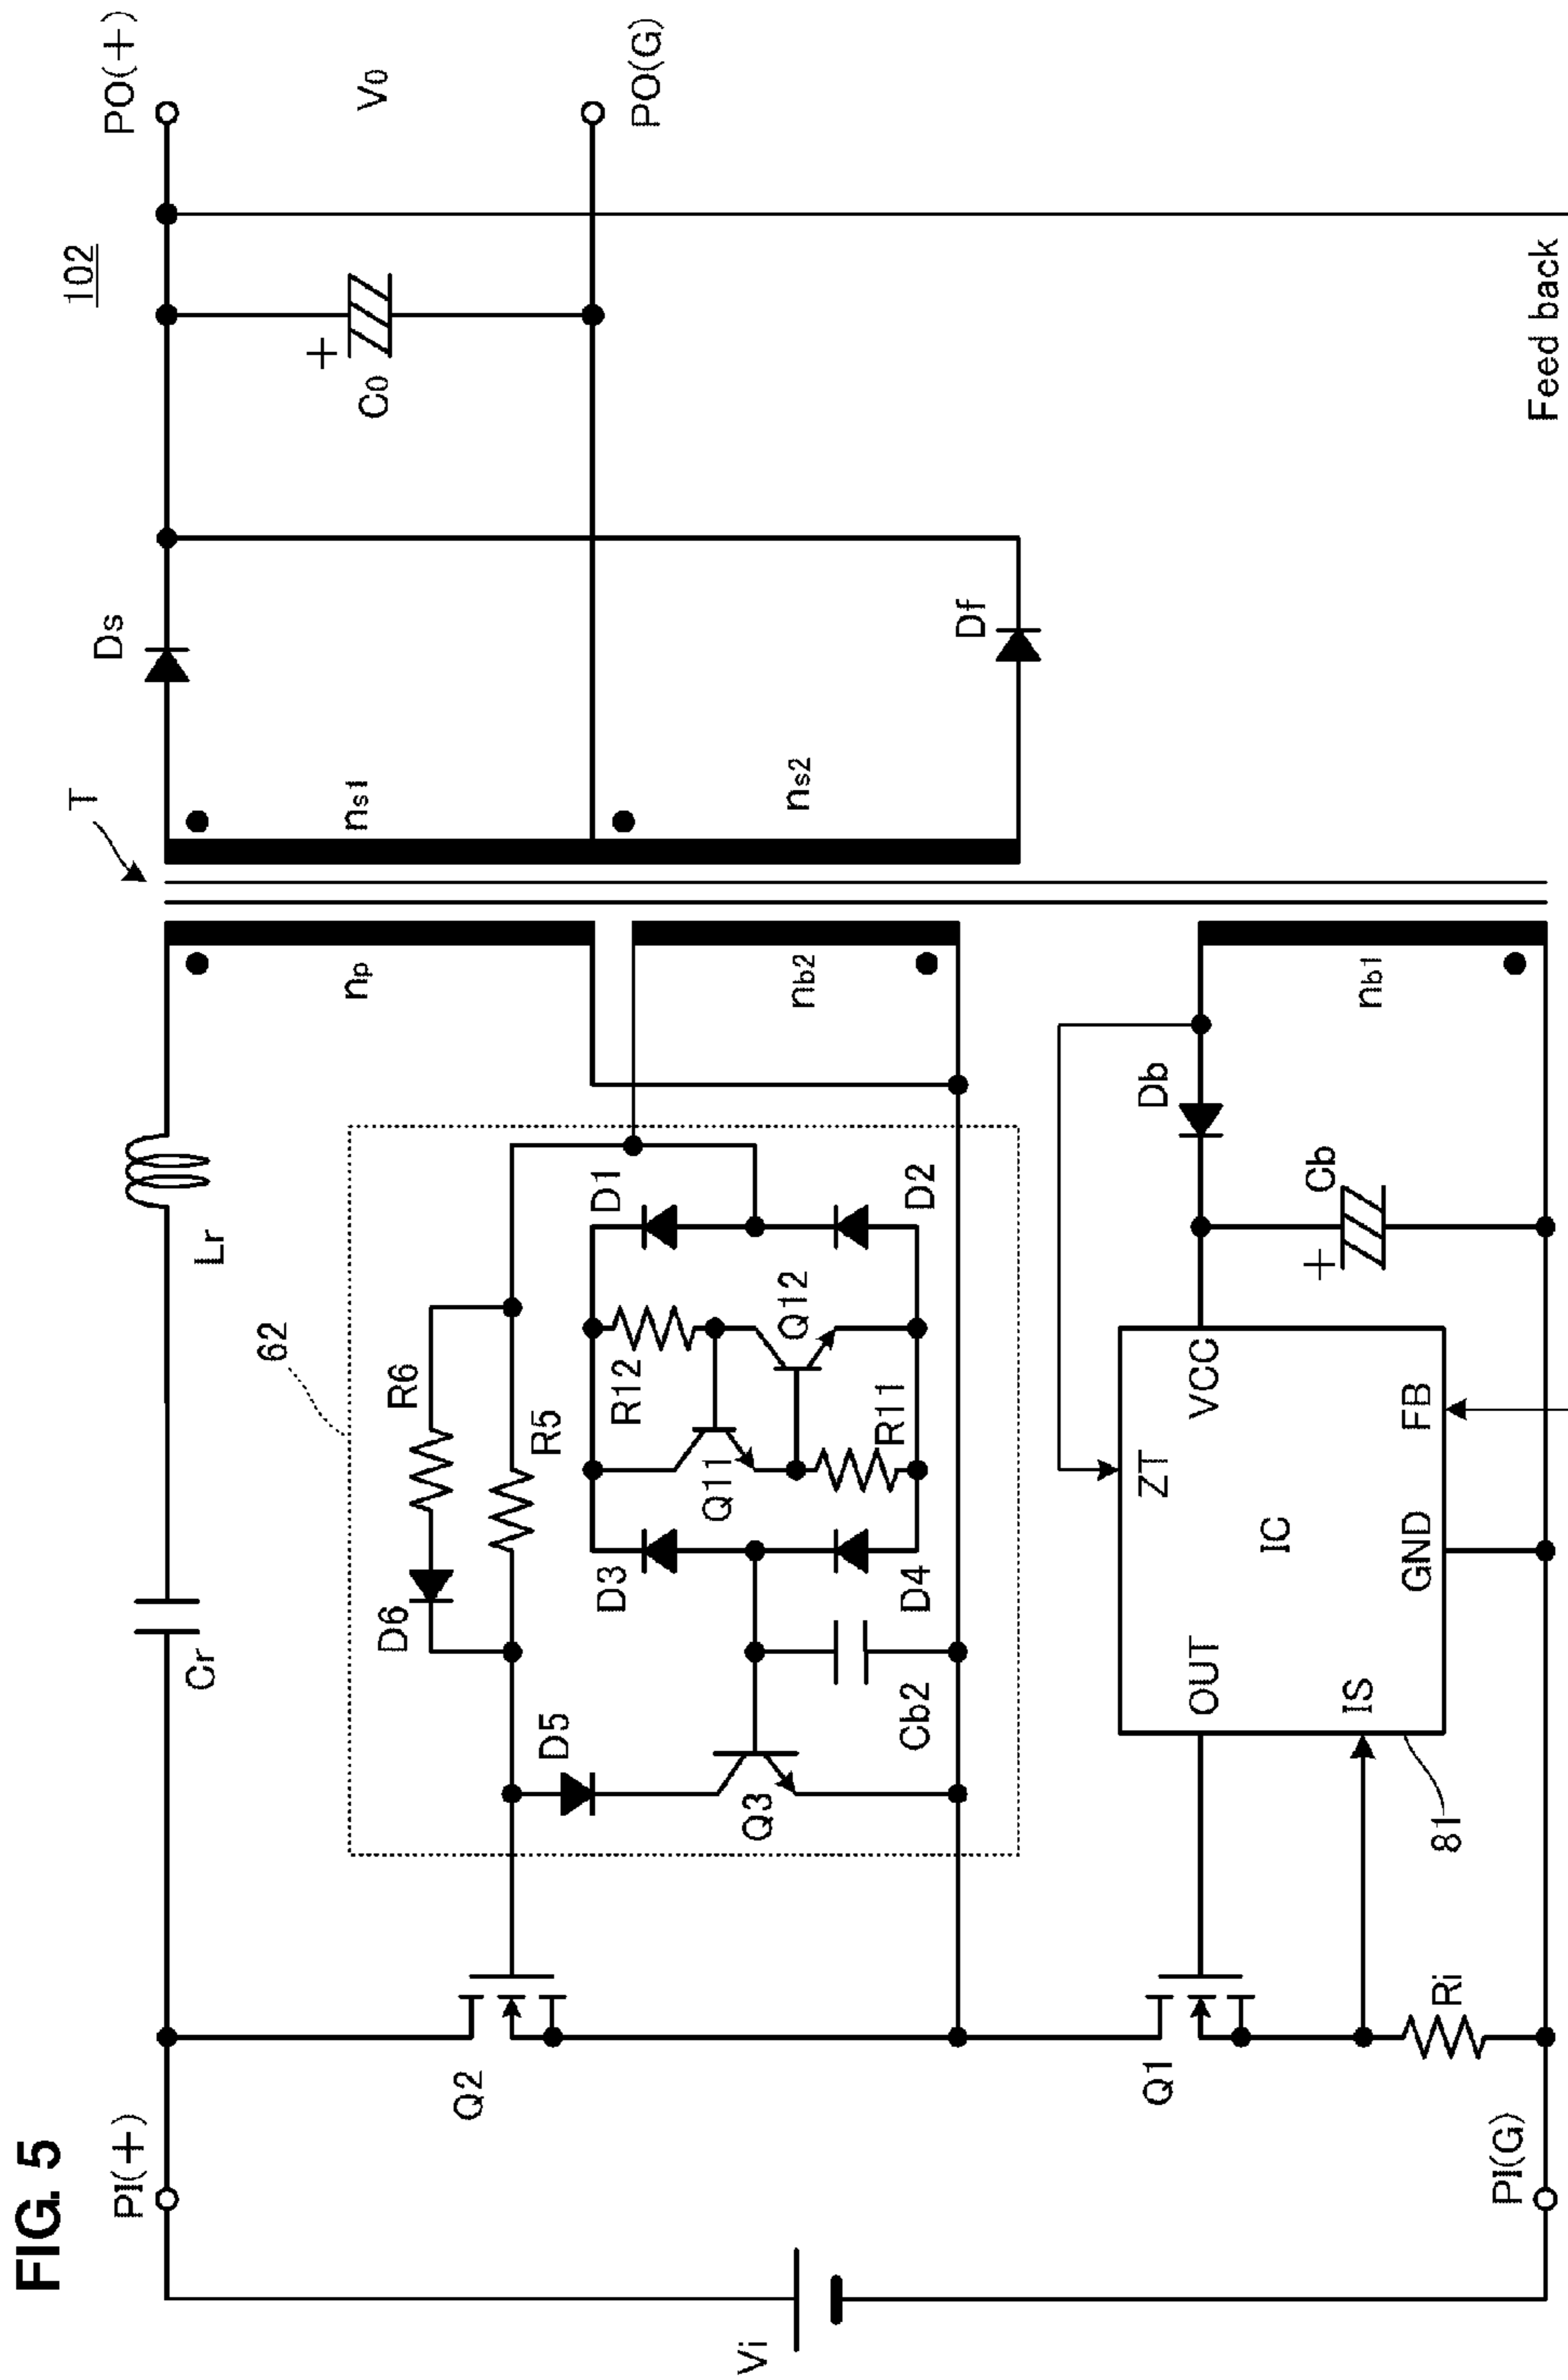 FIG. 5
102
PI(+)
Cr
Lr
T
Ds
PO(+)
V0
PO(G)
C0
+
62
np
ns1
ns2
Df
Q2
D6
R6
R5
D5
D3
D1
R12
Q11
Q12
R11
D4
D2
Q3
Cb2
nb2
Vi
Q1
OUT
ZT
VCC
IC
IS
GND
FB
81
Ri
Db
Cb
+
nb1
PI(G)
Feed back